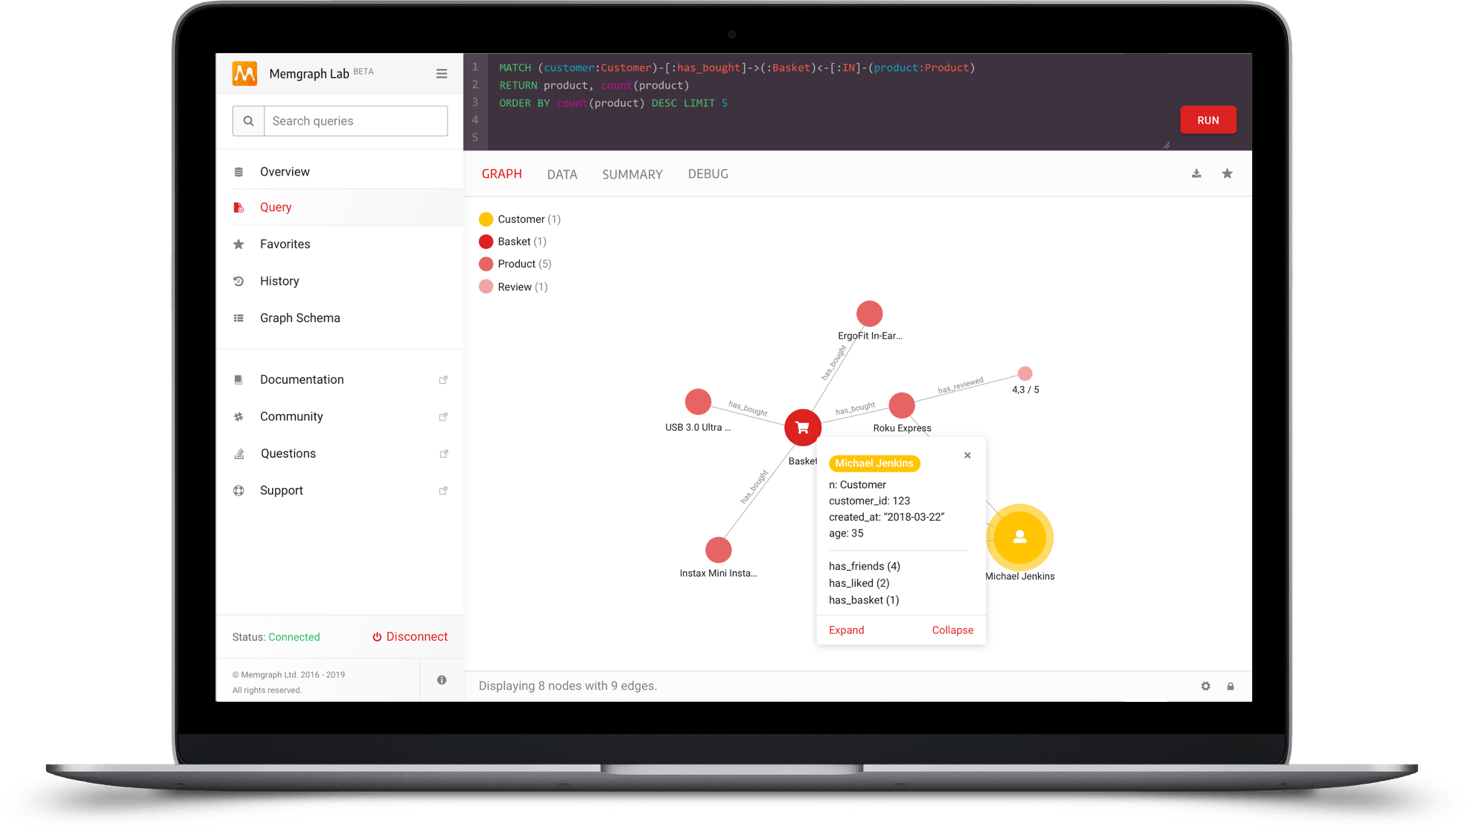 Memgraph Lab BETA
Search queries
Overview
Query
Favorites
History
Graph Schema
Documentation
Community
Questions
Support
Status: Connected
Disconnect
© Memgraph Ltd. 2016 - 2019
All rights reserved.
1 MATCH (customer:Customer)-[:has_bought]->(:Basket)<-[:IN]-(product:Product)
2 RETURN product, count(product)
3 ORDER BY count(product) DESC LIMIT 5
4
5
RUN
GRAPH DATA SUMMARY DEBUG
Customer (1)
Basket (1)
Product (5)
Review (1)
ErgoFit In-Ear...
has_bought
has_reviewed
4,3 / 5
USB 3.0 Ultra ...
has_bought
has_bought
Roku Express
Basket
has_bought
Instax Mini Insta...
Michael Jenkins
n: Customer
customer_id: 123
created_at: “2018-03-22”
age: 35
has_friends (4)
has_liked (2)
has_basket (1)
Expand Collapse
Michael Jenkins
Displaying 8 nodes with 9 edges.